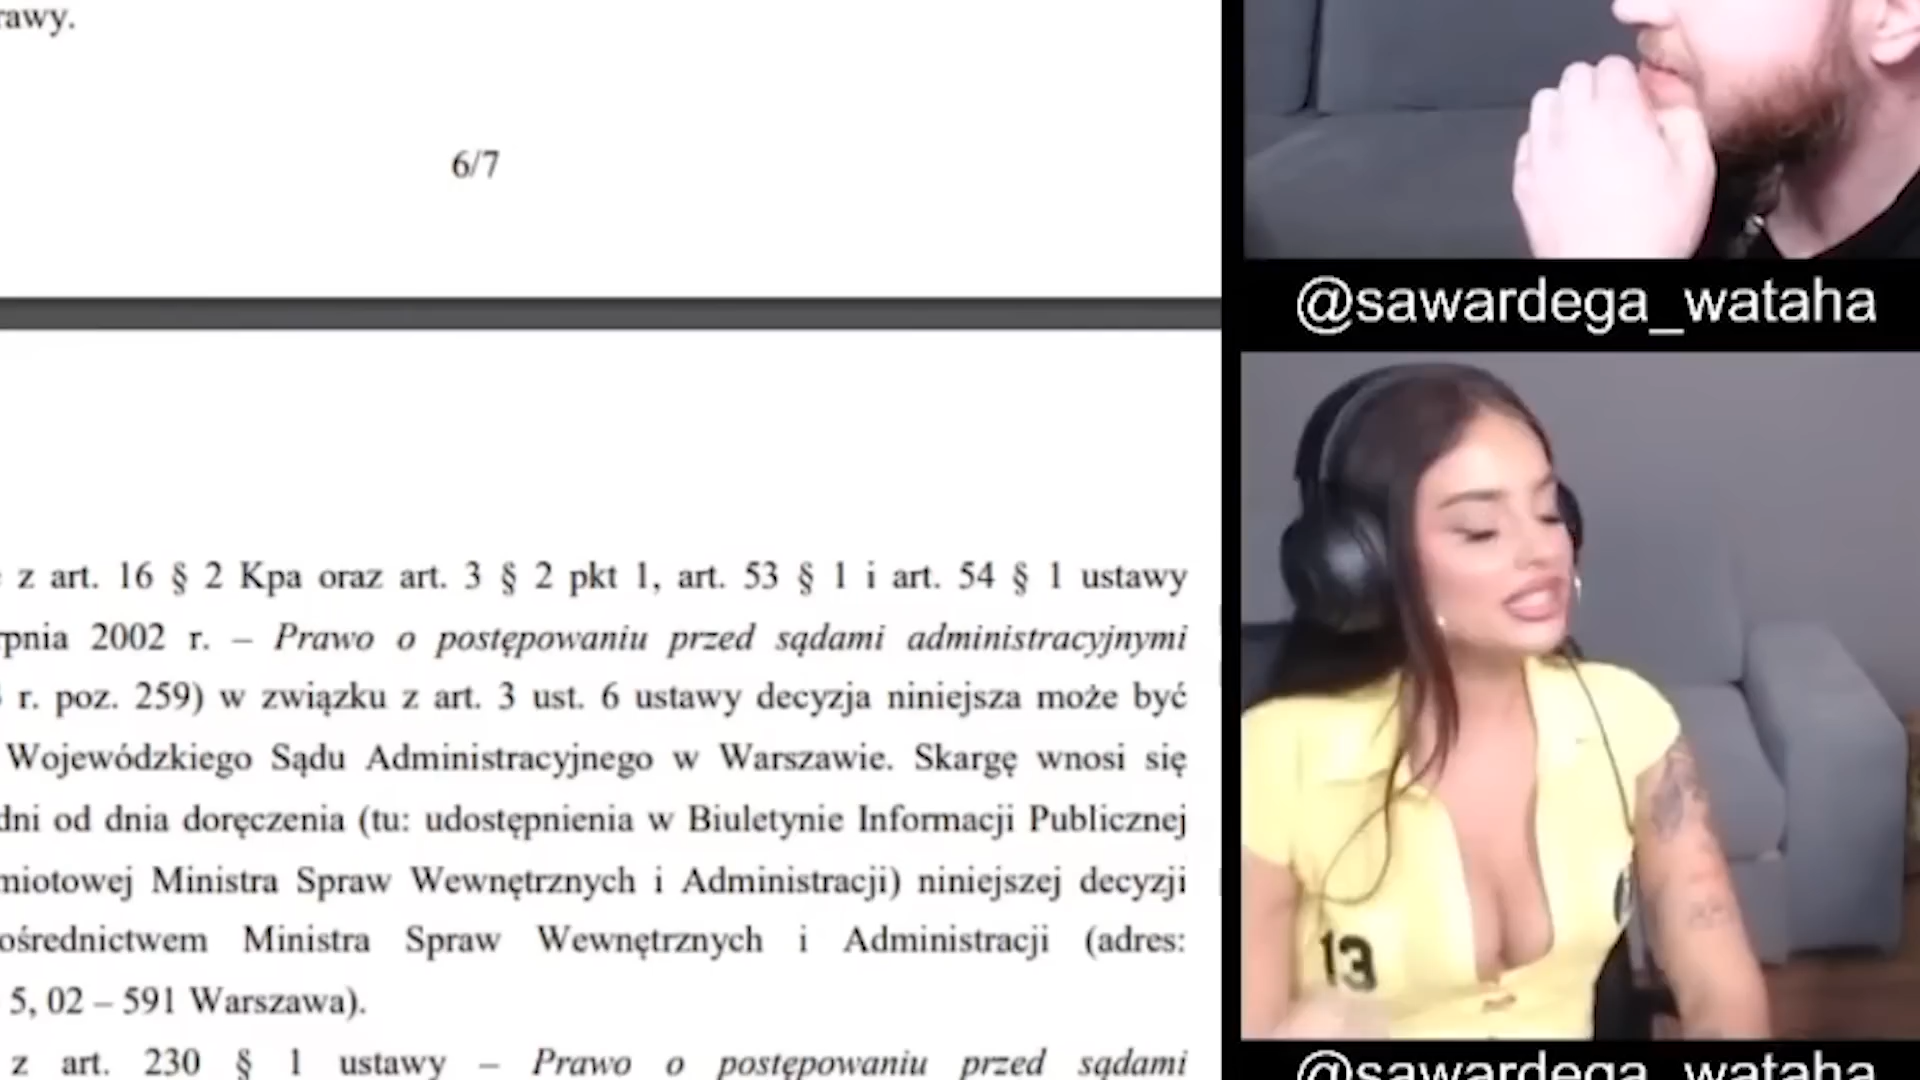 rawy.
6/7
@sawardega_wataha
z art. 16 § 2 Kpa oraz art. 3 § 2 pkt 1, art. 53 § 1 i art. 54 § 1 ustawy
rpnia 2002 r. – Prawo o postępowaniu przed sądami administracyjnymi
r. poz. 259) w związku z art. 3 ust. 6 ustawy decyzja niniejsza może być
Wojewódzkiego Sądu Administracyjnego w Warszawie. Skargę wnosi się
dni od dnia doręczenia (tu: udostępnienia w Biuletynie Informacji Publicznej
miotowej Ministra Spraw Wewnętrznych i Administracji) niniejszej decyzji
ośrednictwem Ministra Spraw Wewnętrznych i Administracji (adres:
5, 02 – 591 Warszawa).
z art. 230 § 1 ustawy – Prawo o postępowaniu przed sądami
13
@sawardega_wataha